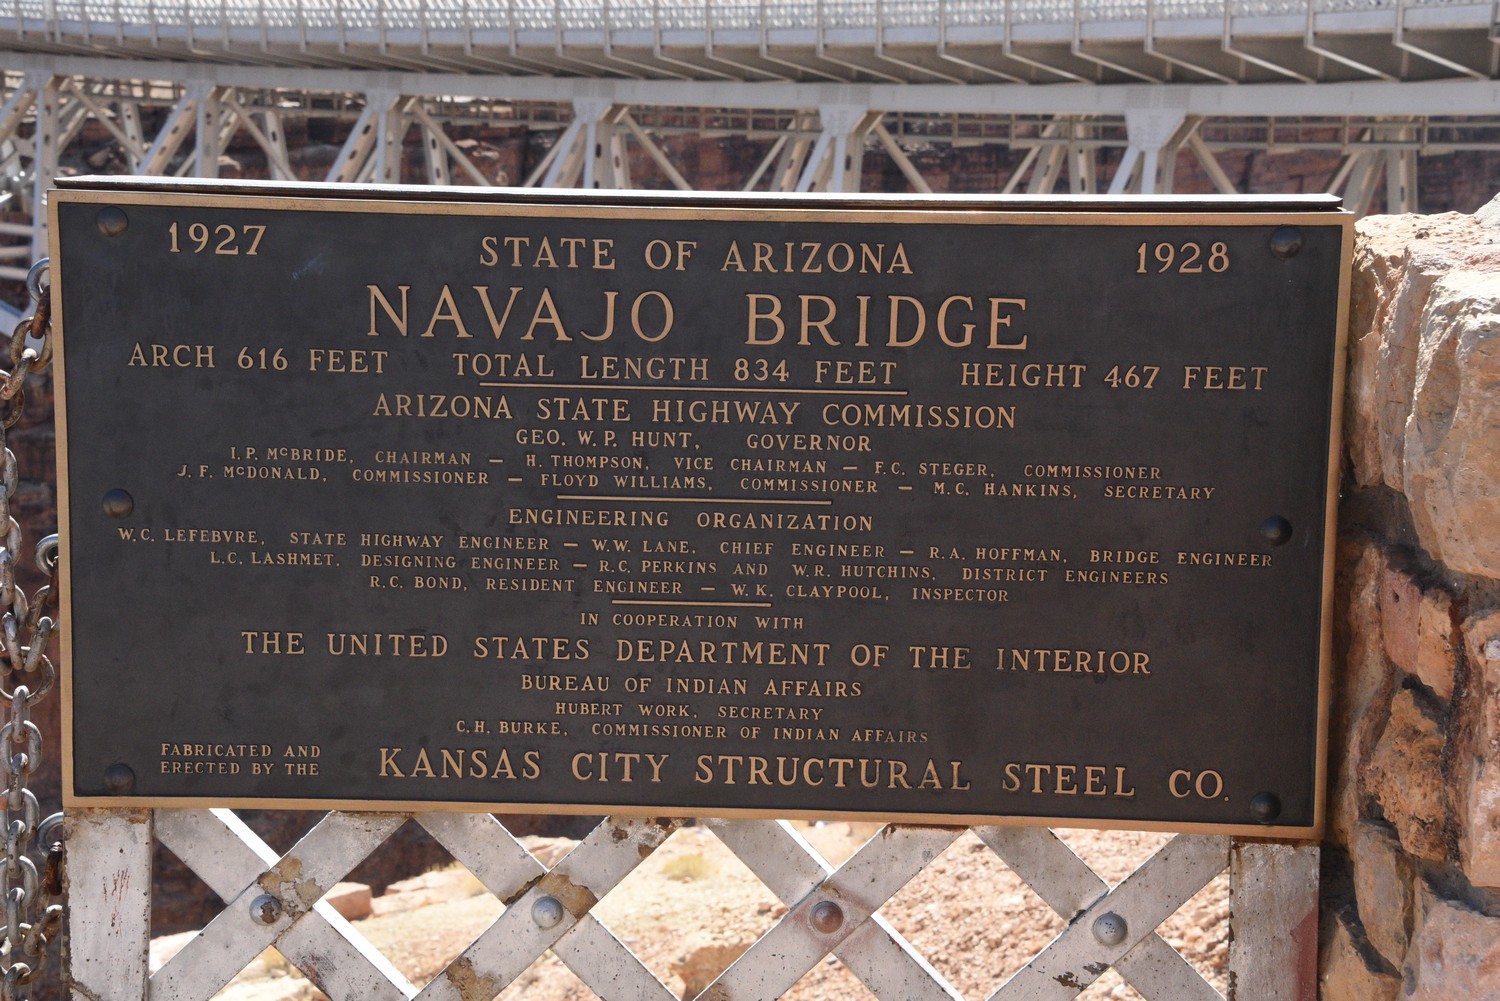 1927 STATE OF ARIZONA 1928
NAVAJO BRIDGE
ARCH 616 FEET TOTAL LENGTH 834 FEET HEIGHT 467 FEET
ARIZONA STATE HIGHWAY COMMISSION
GEO. W. P. HUNT, GOVERNOR
I. P. McBRIDE, CHAIRMAN — H. THOMPSON, VICE CHAIRMAN — F. C. STEGER, COMMISSIONER
J. F. McDONALD, COMMISSIONER — FLOYD WILLIAMS, COMMISSIONER — M. C. HANKINS, SECRETARY
ENGINEERING ORGANIZATION
W. C. LEFEBVRE, STATE HIGHWAY ENGINEER — W. W. LANE, CHIEF ENGINEER — R. A. HOFFMAN, BRIDGE ENGINEER
L. C. LASHMET, DESIGNING ENGINEER — R. C. PERKINS AND W. R. HUTCHINS, DISTRICT ENGINEERS
R. C. BOND, RESIDENT ENGINEER — W. K. CLAYPOOL, INSPECTOR
IN COOPERATION WITH
THE UNITED STATES DEPARTMENT OF THE INTERIOR
BUREAU OF INDIAN AFFAIRS
HUBERT WORK, SECRETARY
C. H. BURKE, COMMISSIONER OF INDIAN AFFAIRS
FABRICATED AND
ERECTED BY THE KANSAS CITY STRUCTURAL STEEL CO.